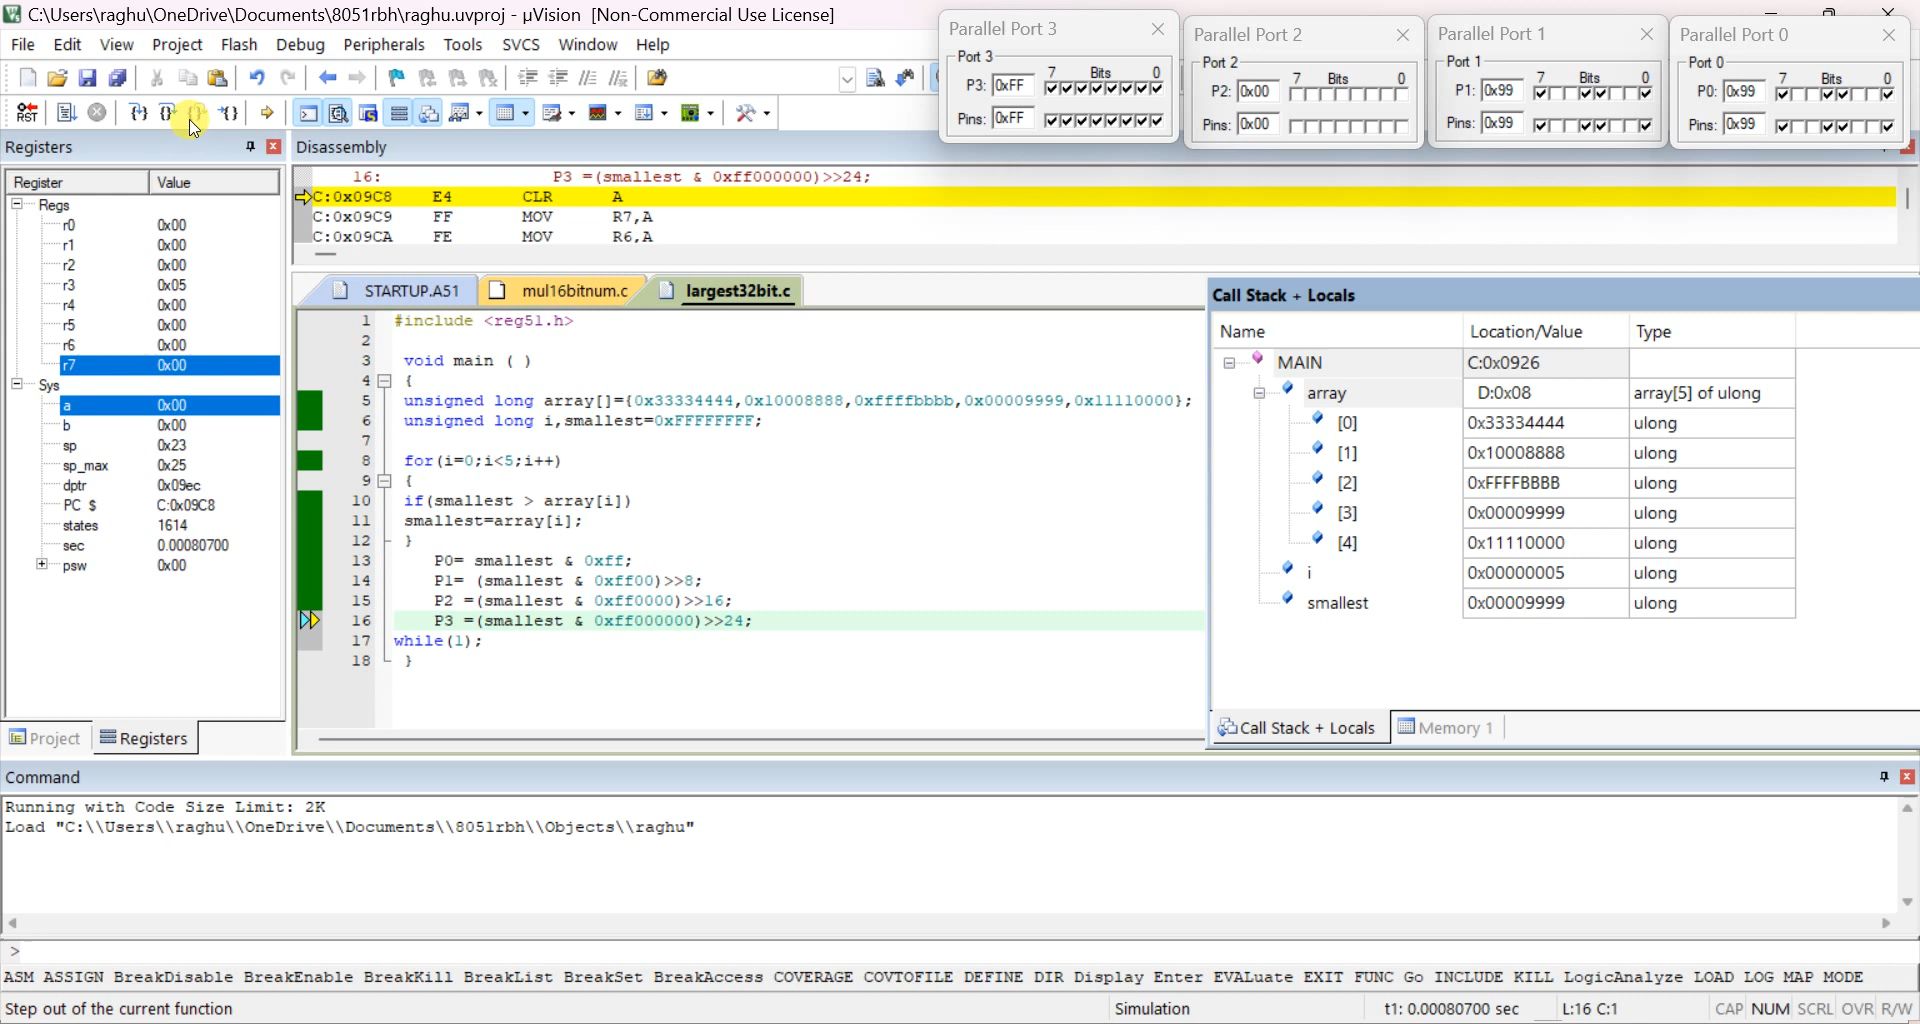 C:\Users\raghu\OneDrive\Documents\8051rbh\raghu.uvproj - µVision [Non-Commercial Use License]
File Edit View Project Flash Debug Peripherals Tools SVCS Window Help
Parallel Port 3
Port 3
7 Bits 0
P3: 0xFF
Pins: 0xFF
Parallel Port 2
Port 2
7 Bits 0
P2: 0x00
Pins: 0x00
Parallel Port 1
Port 1
7 Bits 0
P1: 0x99
Pins: 0x99
Parallel Port 0
Port 0
7 Bits 0
P0: 0x99
Pins: 0x99
RST
Registers
Register Value
Regs
r0 0x00
r1 0x00
r2 0x00
r3 0x05
r4 0x00
r5 0x00
r6 0x00
r7 0x00
Sys
a 0x00
b 0x00
sp 0x23
sp_max 0x25
dptr 0x09ec
PC $ C:0x09C8
states 1614
sec 0.00080700
psw 0x00
Project Registers
Disassembly
16: P3 =(smallest & 0xff000000)>>24;
C:0x09C8 E4 CLR A
C:0x09C9 FF MOV R7,A
C:0x09CA FE MOV R6,A
STARTUP.A51 mul16bitnum.c largest32bit.c
1 #include <reg51.h>
2
3 void main ( )
4 {
5 unsigned long array[]={0x33334444,0x10008888,0xffffbbbb,0x00009999,0x11110000};
6 unsigned long i,smallest=0xFFFFFFFF;
7
8 for(i=0;i<5;i++)
9 {
10 if(smallest > array[i])
11 smallest=array[i];
12 }
13 P0= smallest & 0xff;
14 P1= (smallest & 0xff00)>>8;
15 P2 =(smallest & 0xff0000)>>16;
16 P3 =(smallest & 0xff000000)>>24;
17 while(1);
18 }
Call Stack + Locals
Name Location/Value Type
MAIN C:0x0926
array D:0x08 array[5] of ulong
[0] 0x33334444 ulong
[1] 0x10008888 ulong
[2] 0xFFFFBBBB ulong
[3] 0x00009999 ulong
[4] 0x11110000 ulong
i 0x00000005 ulong
smallest 0x00009999 ulong
Call Stack + Locals Memory 1
Command
Running with Code Size Limit: 2K
Load "C:\\Users\\raghu\\OneDrive\\Documents\\8051rbh\\Objects\\raghu"
>
ASM ASSIGN BreakDisable BreakEnable BreakKill BreakList BreakSet BreakAccess COVERAGE COVTOFILE DEFINE DIR Display Enter EVALuate EXIT FUNC Go INCLUDE KILL LogicAnalyze LOAD LOG MAP MODE
Step out of the current function Simulation t1: 0.00080700 sec L:16 C:1 CAP NUM SCRL OVR R/W